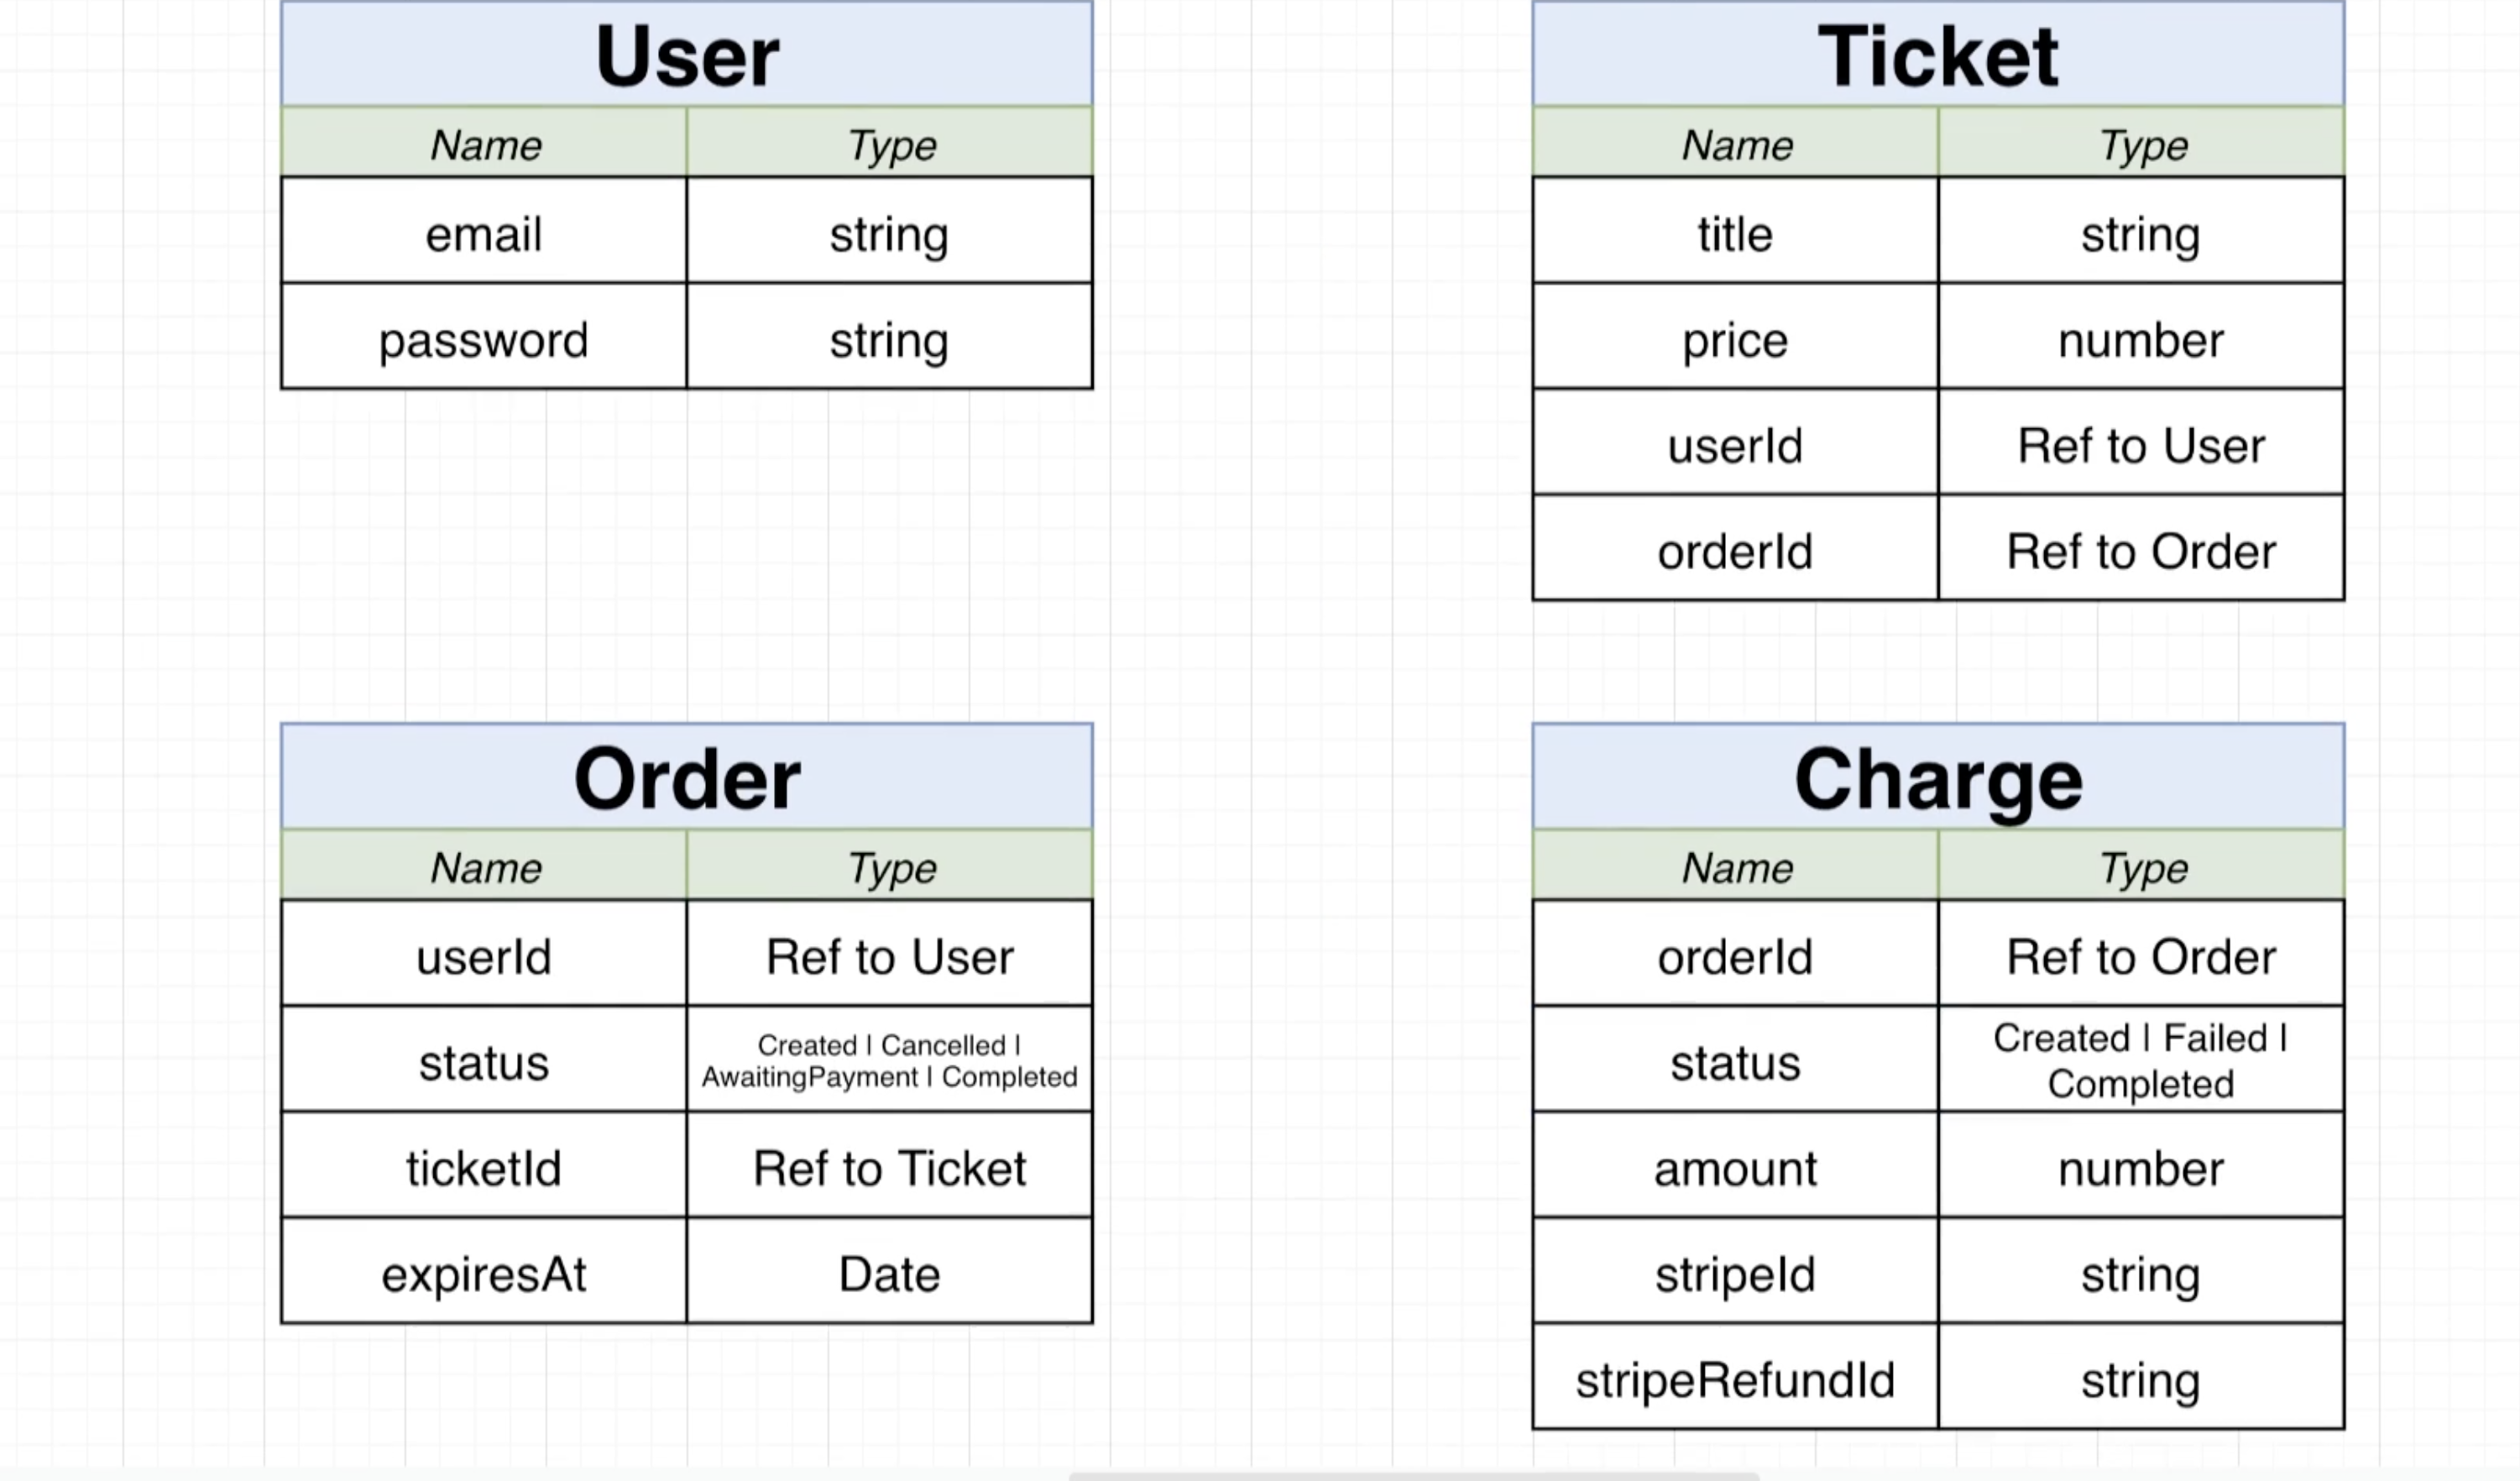 User
Name Type
email string
password string
Ticket
Name Type
title string
price number
userId Ref to User
orderId Ref to Order
Order
Name Type
userId Ref to User
status Created | Cancelled |
AwaitingPayment | Completed
ticketId Ref to Ticket
expiresAt Date
Charge
Name Type
orderId Ref to Order
status Created | Failed |
Completed
amount number
stripeId string
stripeRefundId string